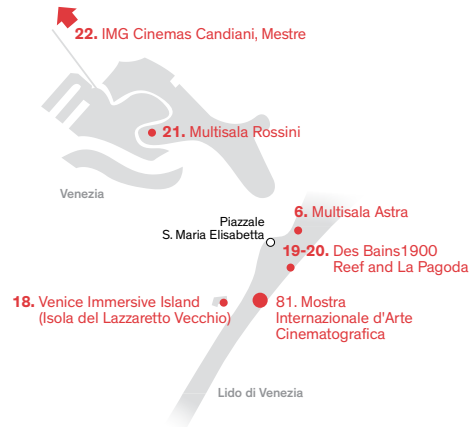 22. IMG Cinemas Candiani, Mestre
21. Multisala Rossini
Venezia
6. Multisala Astra
Piazzale
S. Maria Elisabetta
19-20. Des Bains1900
Reef and La Pagoda
18. Venice Immersive Island
(Isola del Lazzaretto Vecchio)
81. Mostra
Internazionale d'Arte
Cinematografica
Lido di Venezia